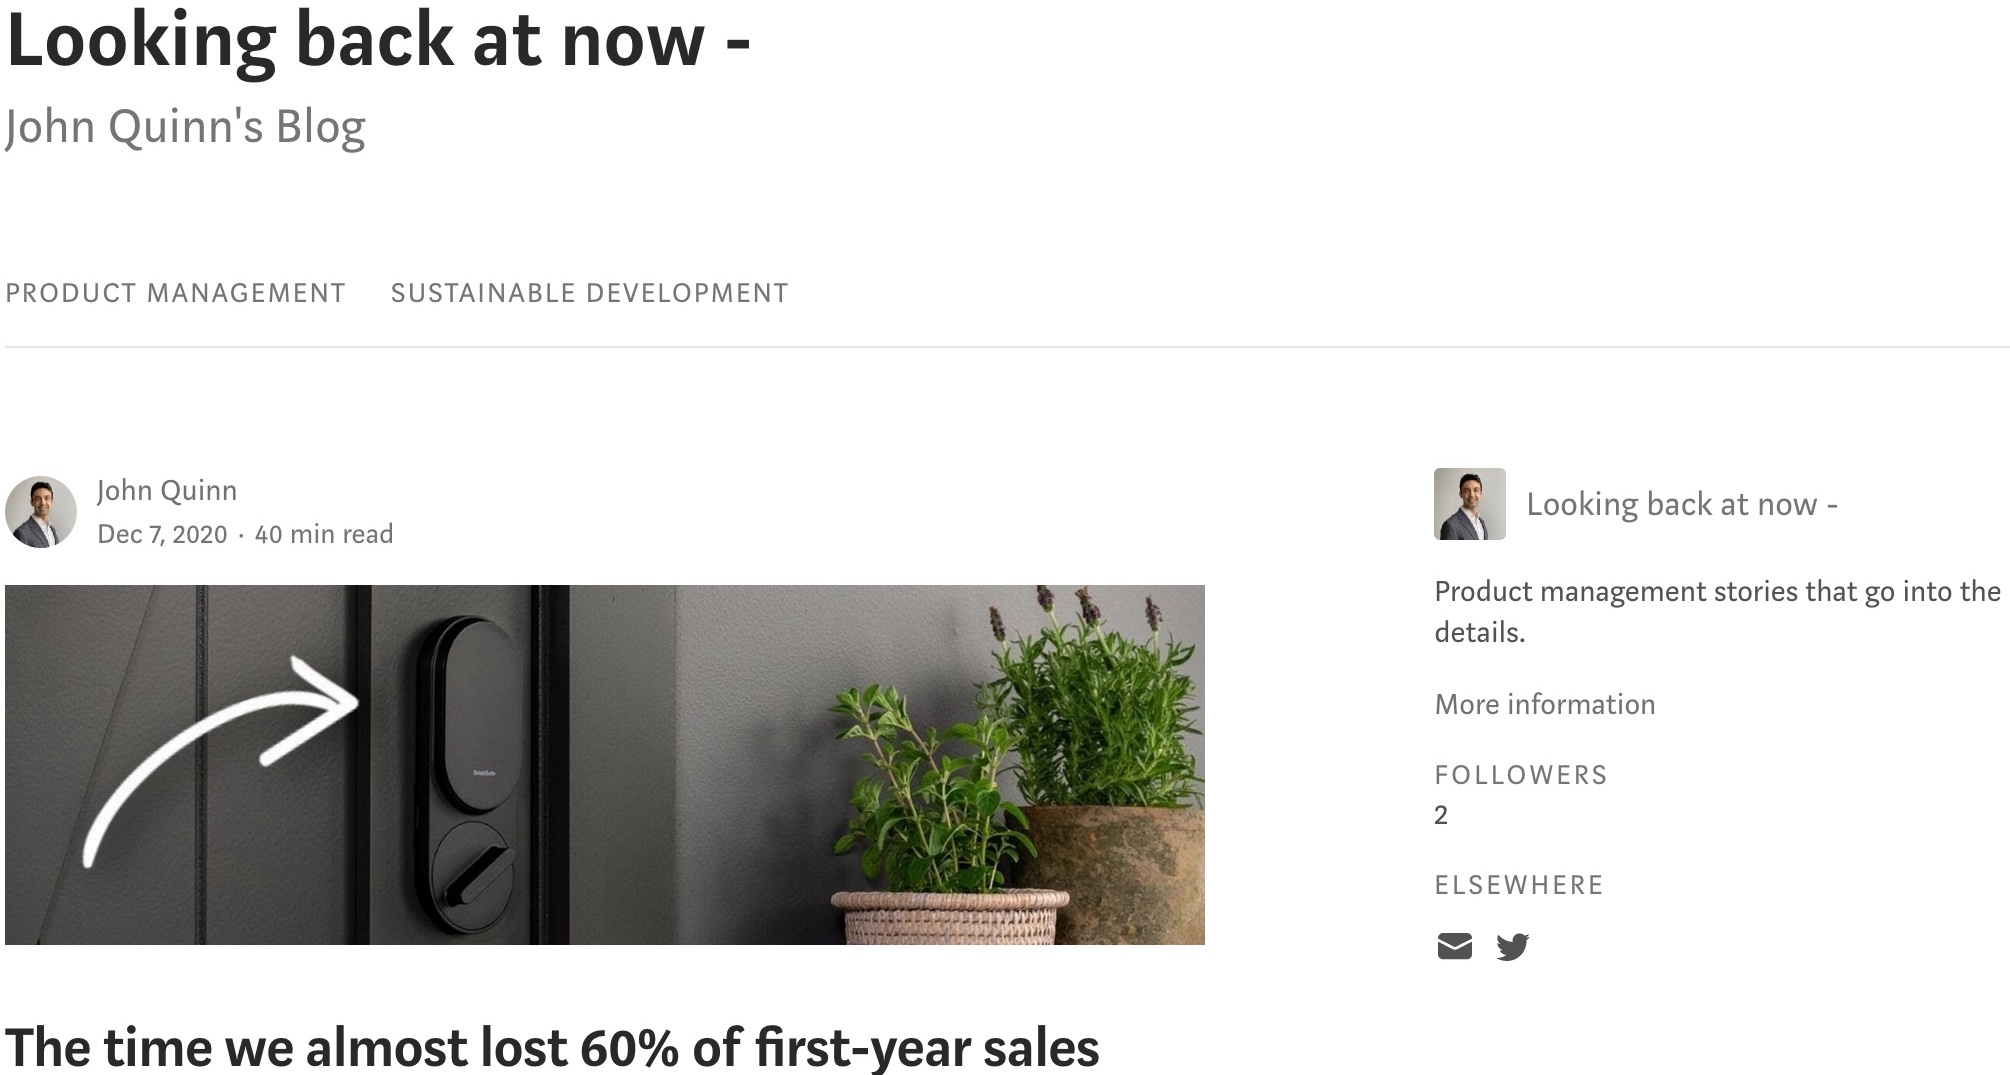 Looking back at now -
John Quinn's Blog
PRODUCT MANAGEMENT SUSTAINABLE DEVELOPMENT
John Quinn
Dec 7, 2020 · 40 min read
SimpliSafe
The time we almost lost 60% of first-year sales
Looking back at now -
Product management stories that go into the
details.
More information
FOLLOWERS
2
ELSEWHERE